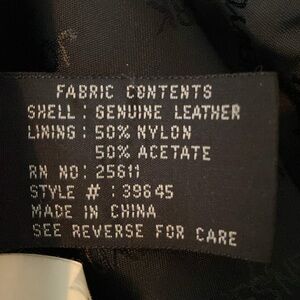 FABRIC CONTENTS
SHELL: GENUINE LEATHER
LINING: 50% NYLON
50% ACETATE
RN NO: 25611
STYLE #: 39645
MADE IN CHINA
SEE REVERSE FOR CARE